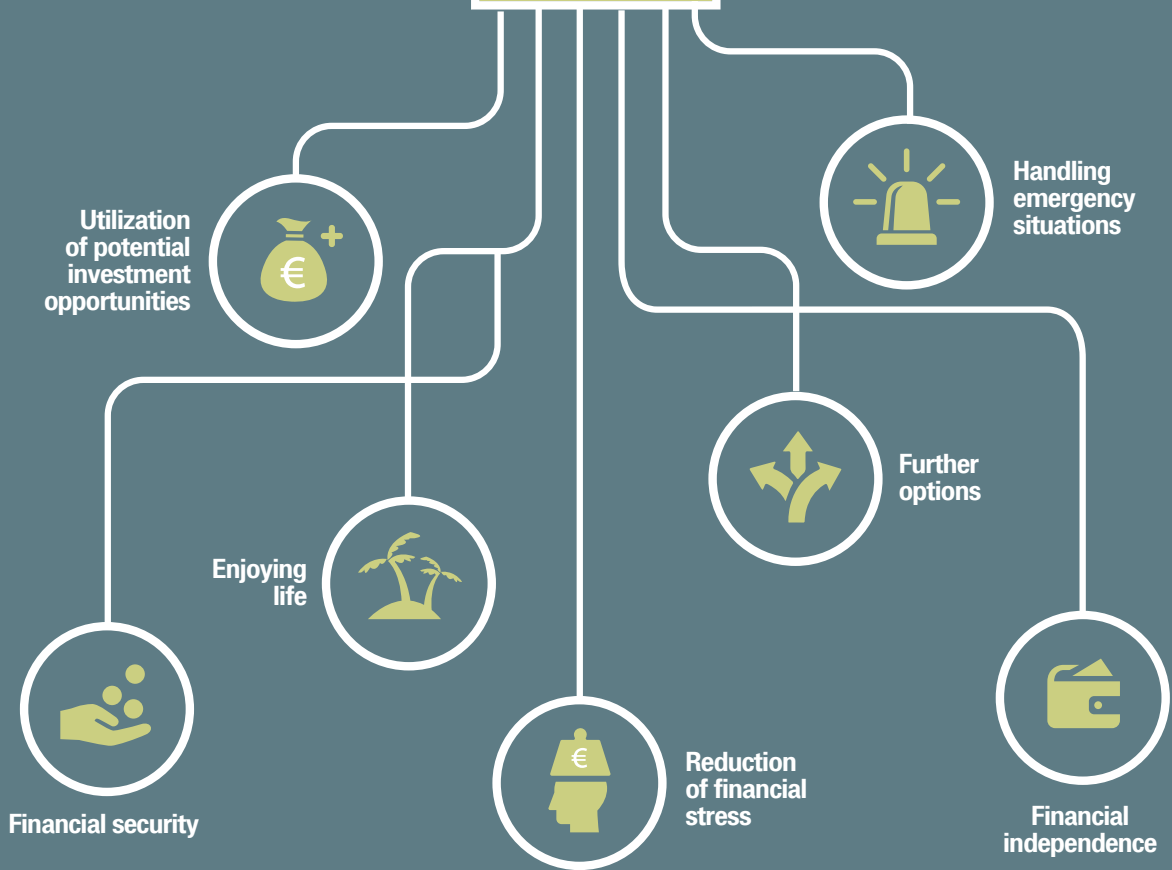 Handling
emergency
situations
Utilization
of potential
investment
opportunities
€
Further
options
Enjoying
life
€
Reduction
of financial
stress
Financial security
Financial
independence